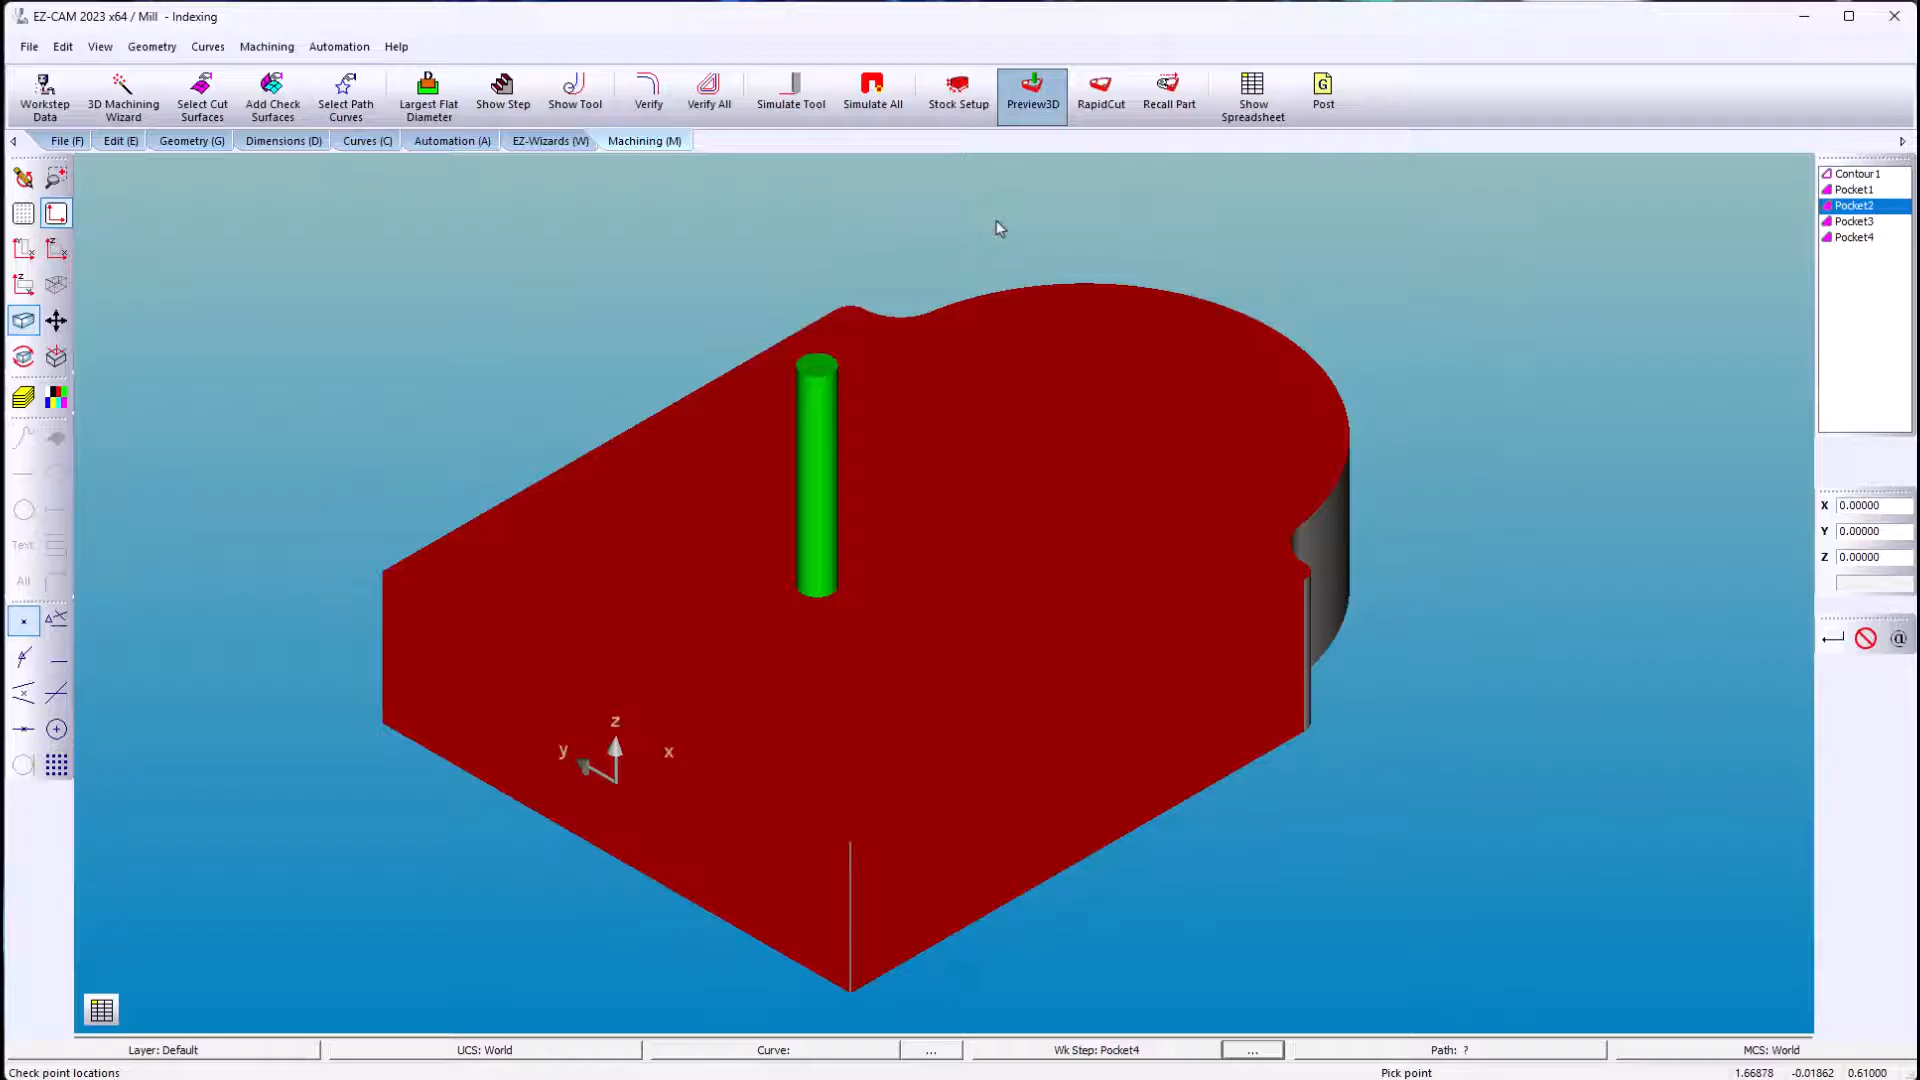 EZ-CAM 2023 x64 / Mill - Indexing
File Edit View Geometry Curves Machining Automation Help
Workstep Data
3D Machining Wizard
Select Cut Surfaces
Add Check Surfaces
Select Path Curves
Largest Flat Diameter
D
Show Step
Show Tool
Verify
Verify All
Simulate Tool
Simulate All
Stock Setup
Preview3D
RapidCut
Recall Part
Show Spreadsheet
G
Post
File (F) Edit (E) Geometry (G) Dimensions (D) Curves (C) Automation (A) EZ-Wizards (W) Machining (M)
Contour1
Pocket1
Pocket2
Pocket3
Pocket4
X 0.00000
Y 0.00000
Z 0.00000
@
Text
All
z
y
x
Layer: Default UCS: World Curve: ... Wk Step: Pocket4 ... Path: ? MCS: World
Check point locations Pick point 1.66878 -0.01862 0.61000